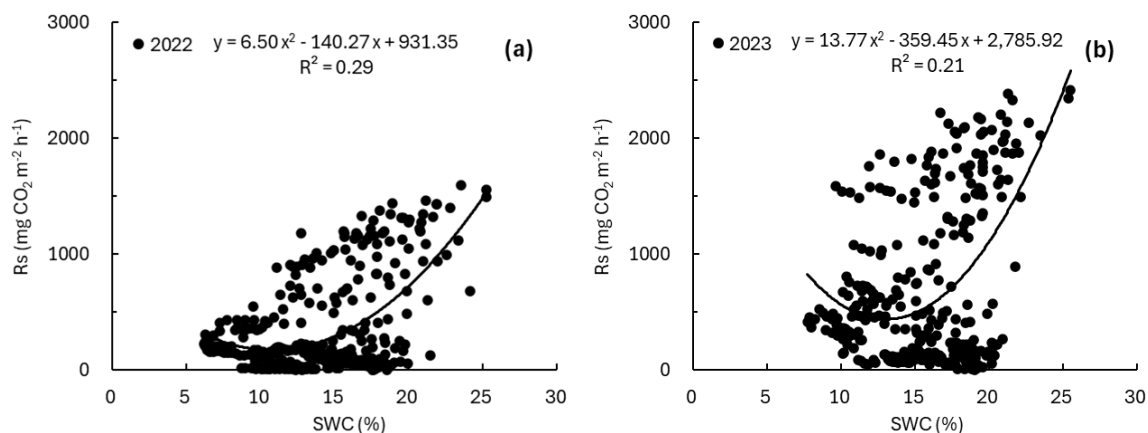 2022
y = 6.50 x² - 140.27 x + 931.35
R² = 0.29
(a)
3000
2000
1000
0
Rs (mg CO₂ m⁻² h⁻¹)
0 5 10 15 20 25 30
SWC (%)
2023
y = 13.77 x² - 359.45 x + 2,785.92
R² = 0.21
(b)
3000
2000
1000
0
Rs (mg CO₂ m⁻² h⁻¹)
0 5 10 15 20 25 30
SWC (%)